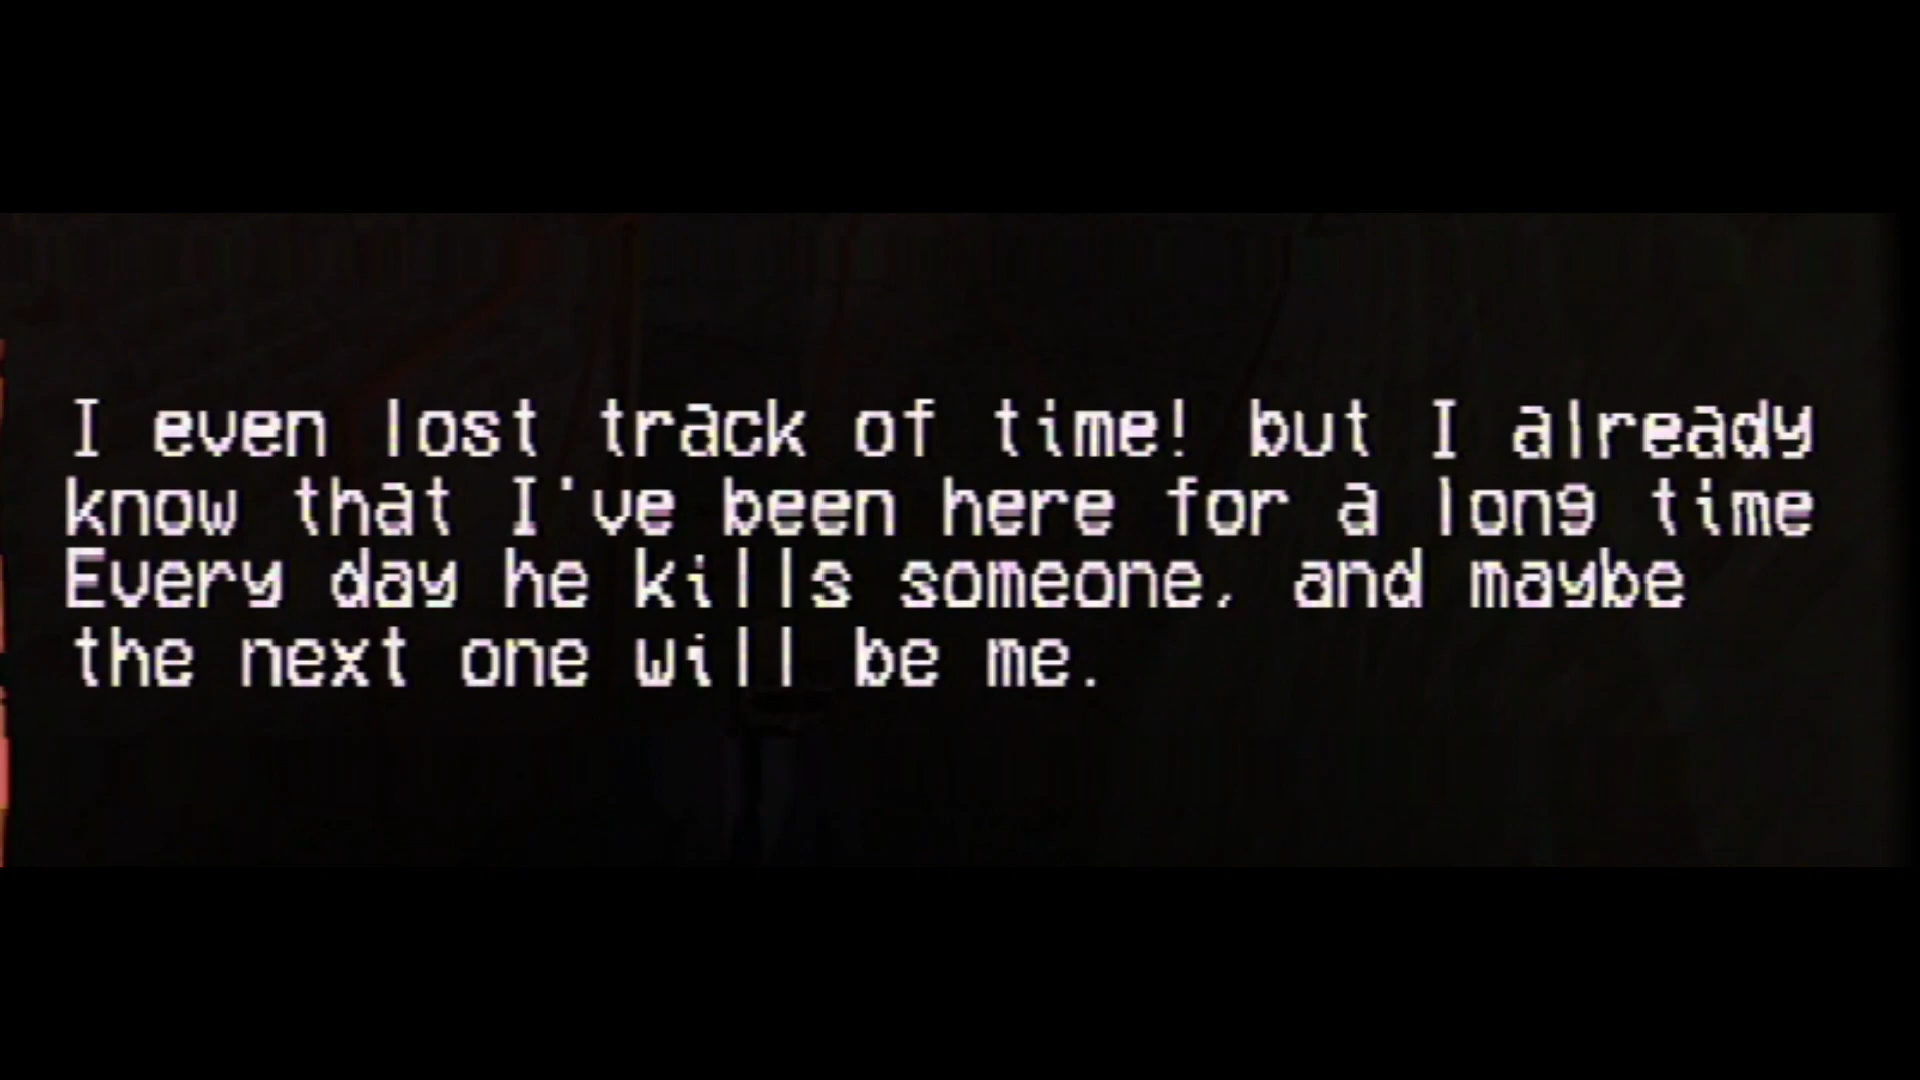 I even lost track of time! but I already
know that I've been here for a long time
Every day he kills someone, and maybe
the next one will be me.